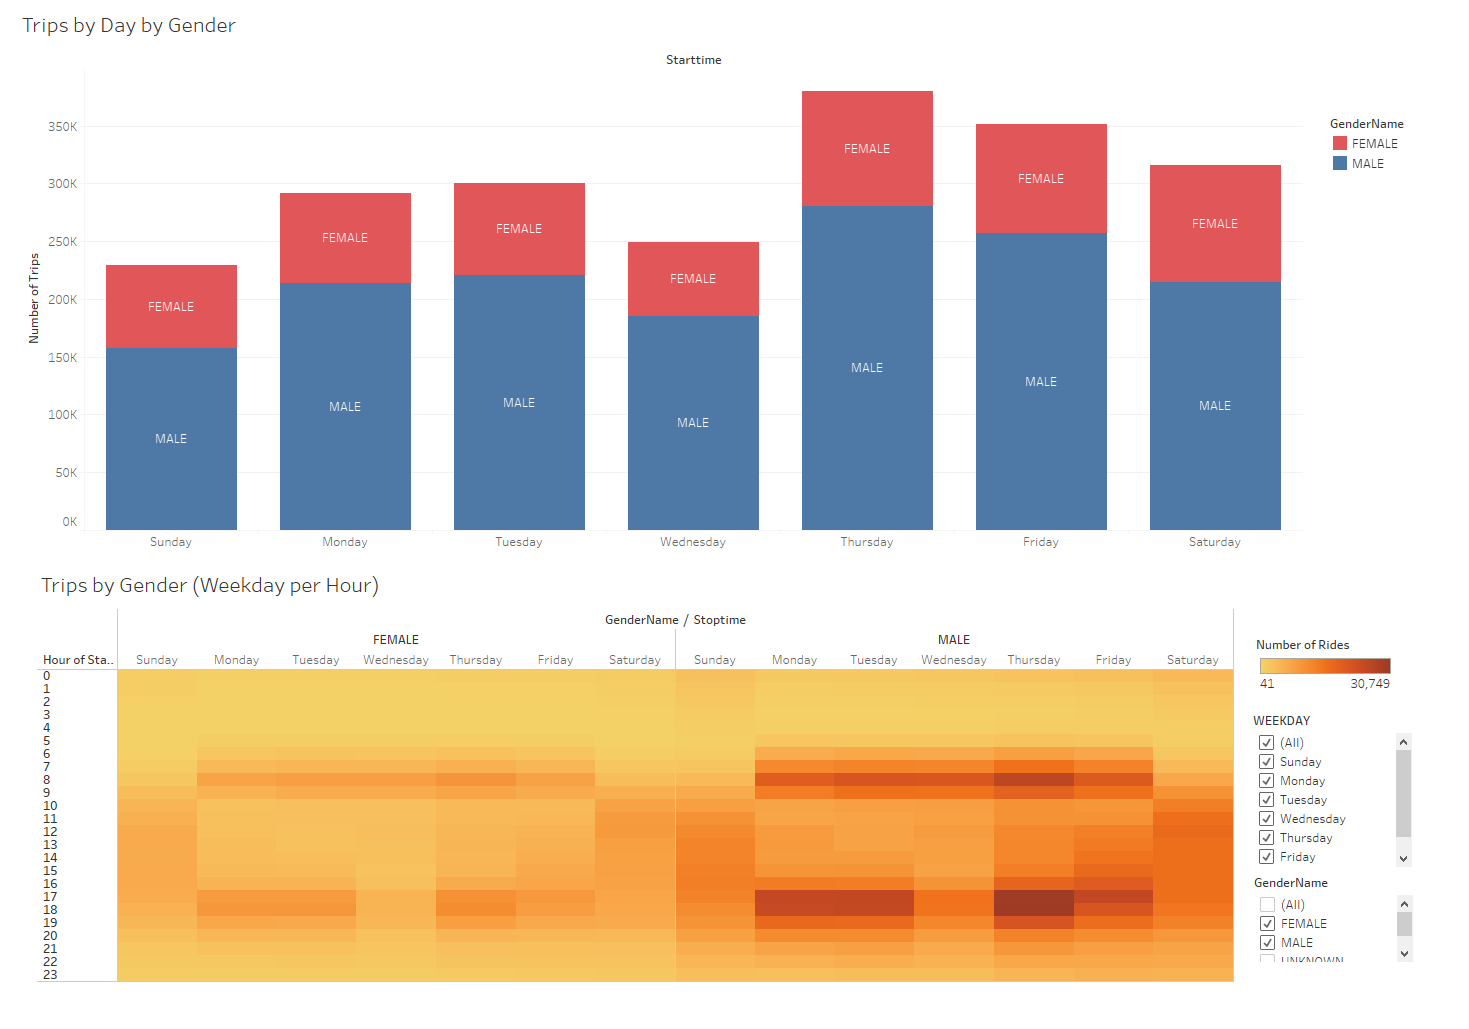 Trips by Day by Gender
Starttime
Number of Trips
350K
300K
250K
200K
150K
100K
50K
0K
FEMALE
MALE
FEMALE
MALE
FEMALE
MALE
FEMALE
MALE
FEMALE
MALE
FEMALE
MALE
FEMALE
MALE
Sunday Monday Tuesday Wednesday Thursday Friday Saturday
GenderName
FEMALE
MALE
Trips by Gender (Weekday per Hour)
GenderName / Stoptime
FEMALE MALE
Hour of Sta.. Sunday Monday Tuesday Wednesday Thursday Friday Saturday Sunday Monday Tuesday Wednesday Thursday Friday Saturday
0
1
2
3
4
5
6
7
8
9
10
11
12
13
14
15
16
17
18
19
20
21
22
23
Number of Rides
41 30,749
WEEKDAY
(All)
Sunday
Monday
Tuesday
Wednesday
Thursday
Friday
GenderName
(All)
FEMALE
MALE
UNKNOWN